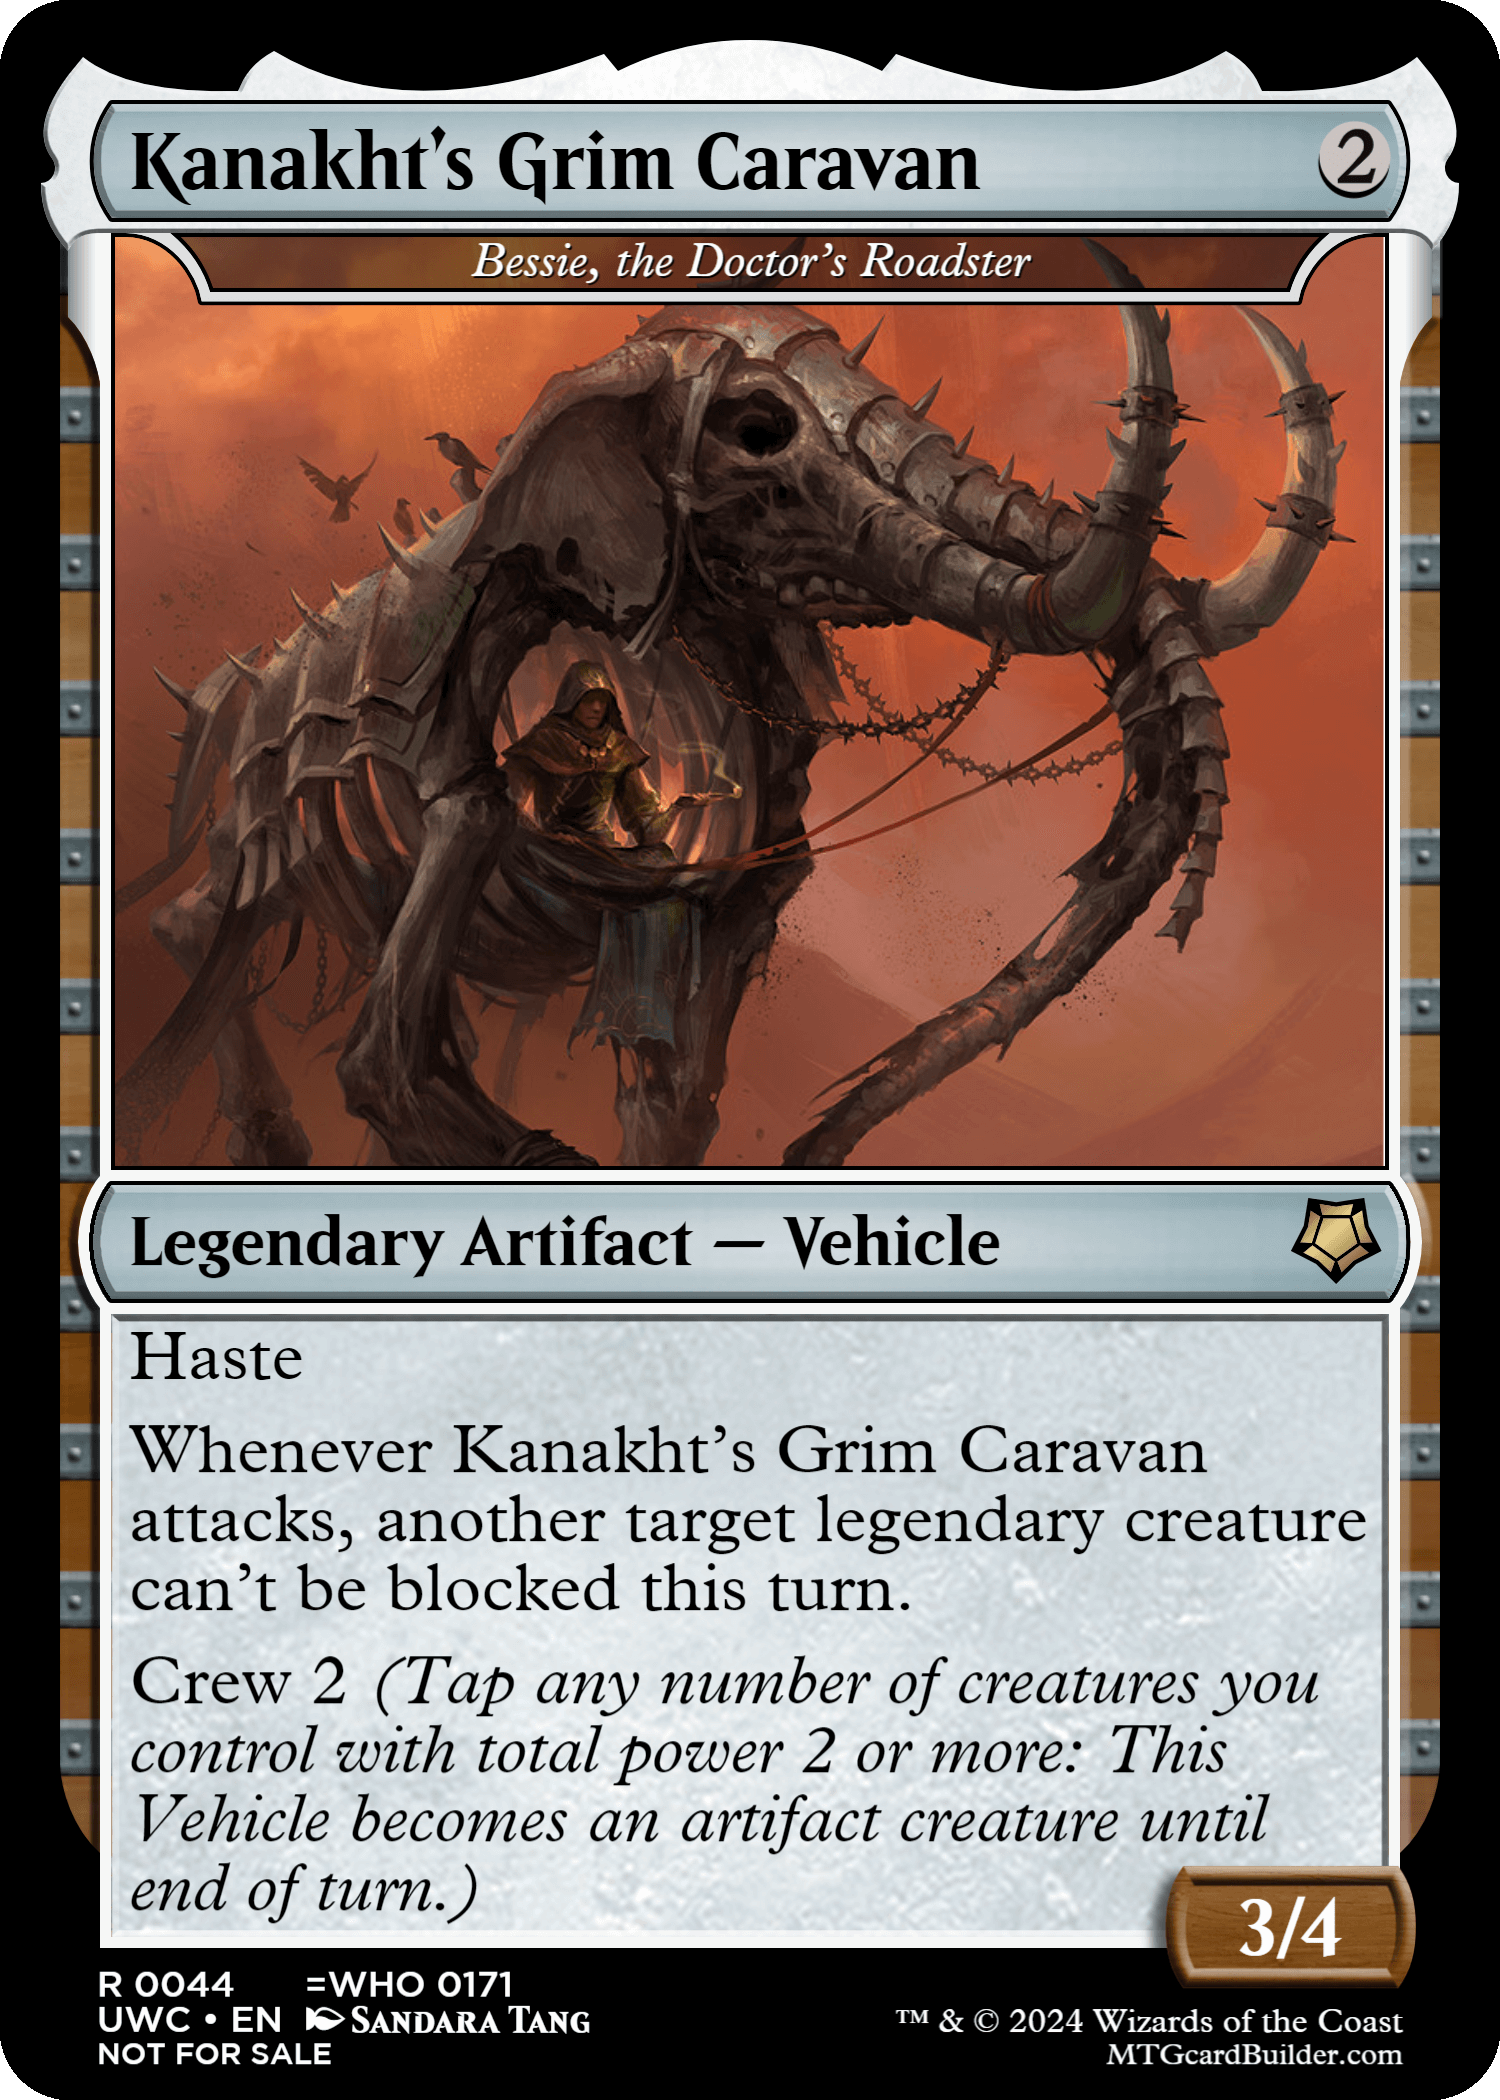 Kanakht's Grim Caravan 2
Bessie, the Doctor's Roadster
Legendary Artifact — Vehicle
Haste
Whenever Kanakht's Grim Caravan
attacks, another target legendary creature
can't be blocked this turn.
Crew 2 (Tap any number of creatures you
control with total power 2 or more: This
Vehicle becomes an artifact creature until
end of turn.)
3/4
R 0044 =WHO 0171
UWC • EN Sandara Tang
NOT FOR SALE
™ & © 2024 Wizards of the Coast
MTGcardBuilder.com